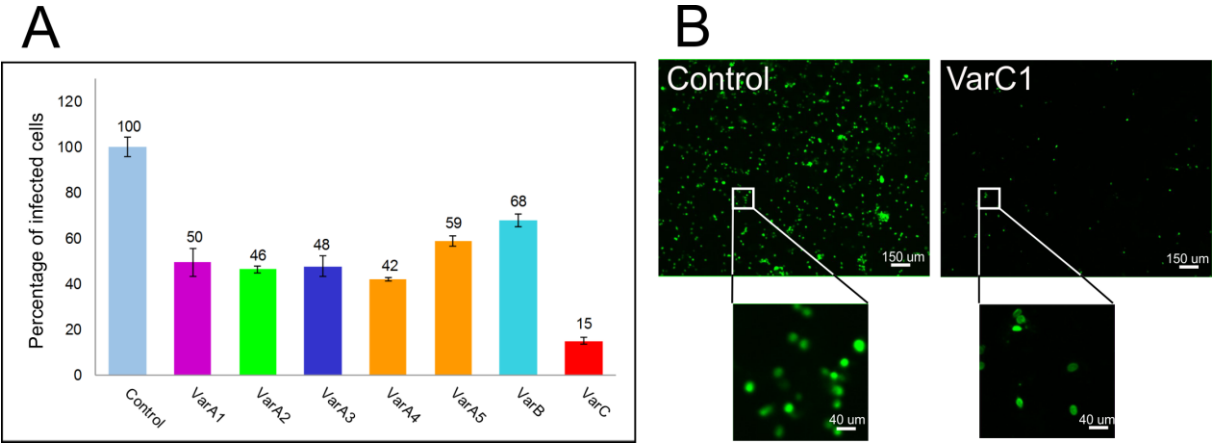 A
Percentage of infected cells
120
100
80
60
40
20
0
100
50
46
48
42
59
68
15
Control
VarA1
VarA2
VarA3
VarA4
VarA5
VarB
VarC
B
Control
VarC1
150 um
150 um
40 um
40 um